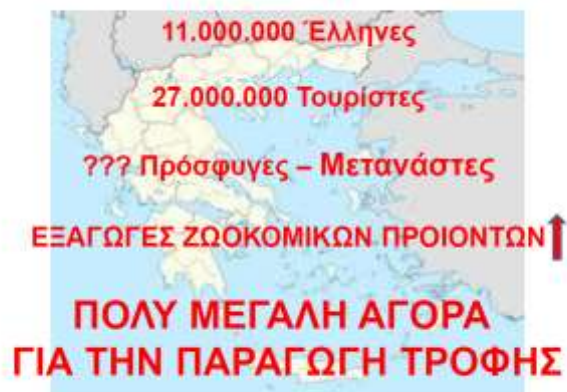 11.000.000 Έλληνες
27.000.000 Τουρίστες
??? Πρόσφυγες – Μετανάστες
ΕΞΑΓΩΓΕΣ ΖΩΟΚΟΜΙΚΩΝ ΠΡΟΙΟΝΤΩΝ
ΠΟΛΥ ΜΕΓΑΛΗ ΑΓΟΡΑ
ΓΙΑ ΤΗΝ ΠΑΡΑΓΩΓΗ ΤΡΟΦΗΣ